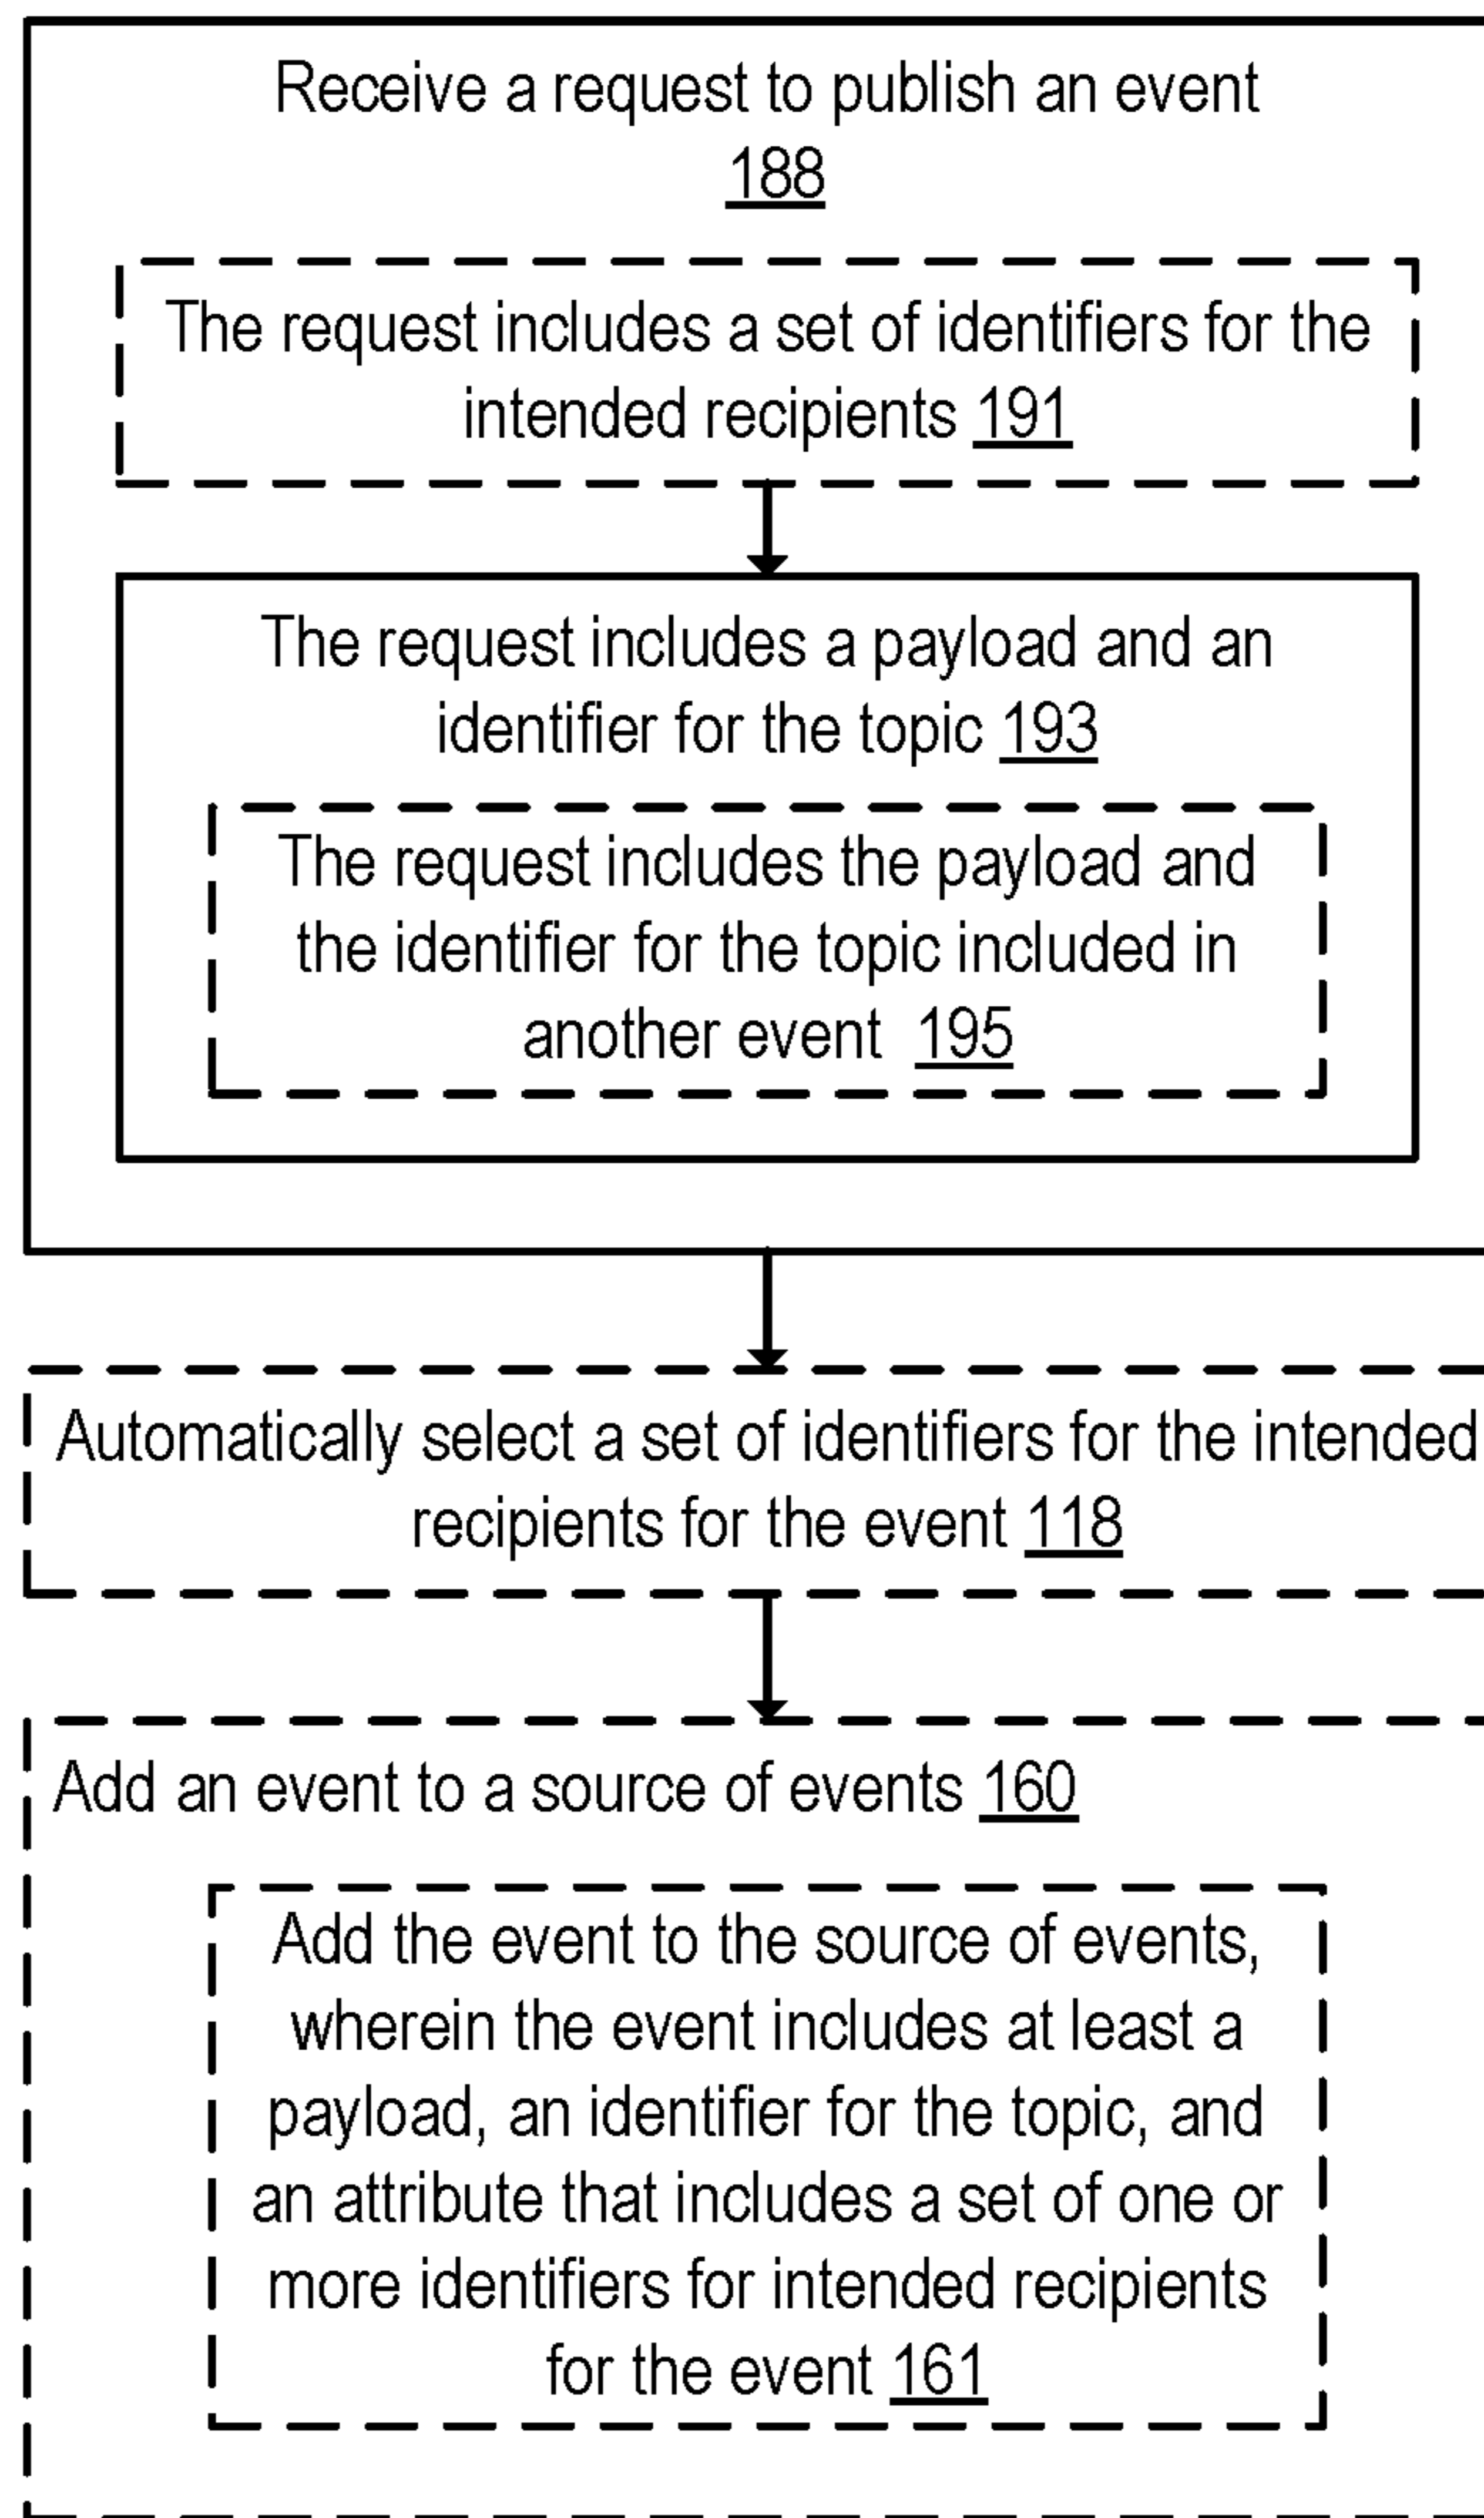 Receive a request to publish an event
188
The request includes a set of identifiers for the
intended recipients 191
The request includes a payload and an
identifier for the topic 193
The request includes the payload and
the identifier for the topic included in
another event 195
Automatically select a set of identifiers for the intended
recipients for the event 118
Add an event to a source of events 160
Add the event to the source of events,
wherein the event includes at least a
payload, an identifier for the topic, and
an attribute that includes a set of one or
more identifiers for intended recipients
for the event 161